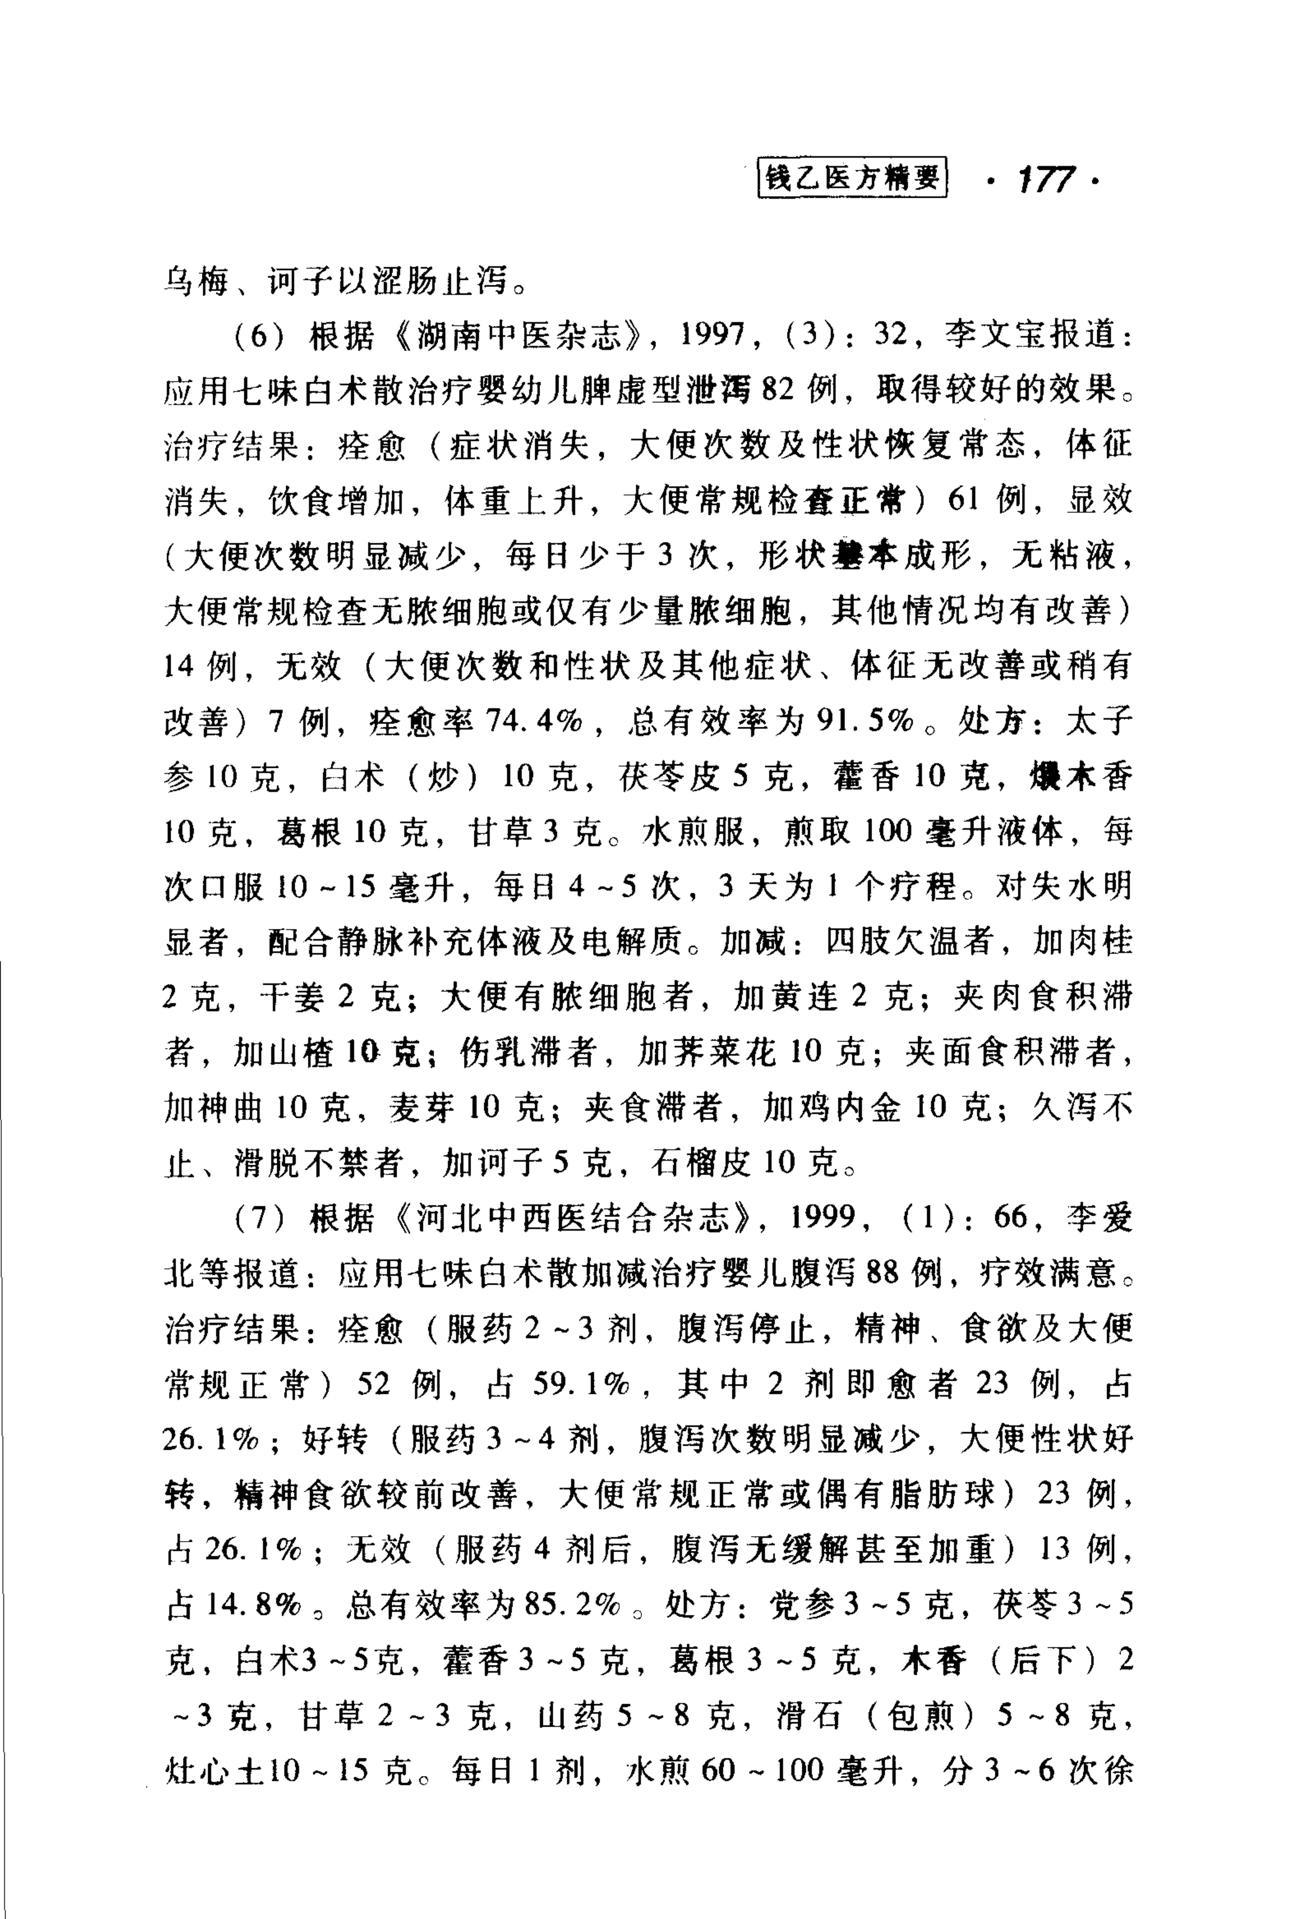 钱乙医方精要 ·177·
乌梅、诃子以涩肠止泻。
(6) 根据《湖南中医杂志》,1997,(3):32,李文宝报道:
应用七味白术散治疗婴幼儿脾虚型泄泻82例,取得较好的效果。
治疗结果:痊愈(症状消失,大便次数及性状恢复常态,体征
消失,饮食增加,体重上升,大便常规检查正常)61例,显效
(大便次数明显减少,每日少于3次,形状基本成形,无粘液,
大便常规检查无脓细胞或仅有少量脓细胞,其他情况均有改善)
14例,无效(大便次数和性状及其他症状、体征无改善或稍有
改善)7例,痊愈率74.4%,总有效率为91.5%。处方:太子
参10克,白术(炒)10克,茯苓皮5克,藿香10克,煨木香
10克,葛根10克,甘草3克。水煎服,煎取100毫升液体,每
次口服10~15毫升,每日4~5次,3天为1个疗程。对失水明
显者,配合静脉补充体液及电解质。加减:四肢欠温者,加肉桂
2克,干姜2克;大便有脓细胞者,加黄连2克;夹肉食积滞
者,加山楂10克;伤乳滞者,加荠菜花10克;夹面食积滞者,
加神曲10克,麦芽10克;夹食滞者,加鸡内金10克;久泻不
止、滑脱不禁者,加诃子5克,石榴皮10克。
(7) 根据《河北中西医结合杂志》,1999,(1):66,李爱
北等报道:应用七味白术散加减治疗婴儿腹泻88例,疗效满意。
治疗结果:痊愈(服药2~3剂,腹泻停止,精神、食欲及大便
常规正常)52例,占59.1%,其中2剂即愈者23例,占
26.1%;好转(服药3~4剂,腹泻次数明显减少,大便性状好
转,精神食欲较前改善,大便常规正常或偶有脂肪球)23例,
占26.1%;无效(服药4剂后,腹泻无缓解甚至加重)13例,
占14.8%。总有效率为85.2%。处方:党参3~5克,茯苓3~5
克,白术3~5克,藿香3~5克,葛根3~5克,木香(后下)2
~3克,甘草2~3克,山药5~8克,滑石(包煎)5~8克,
灶心土10~15克。每日1剂,水煎60~100毫升,分3~6次徐